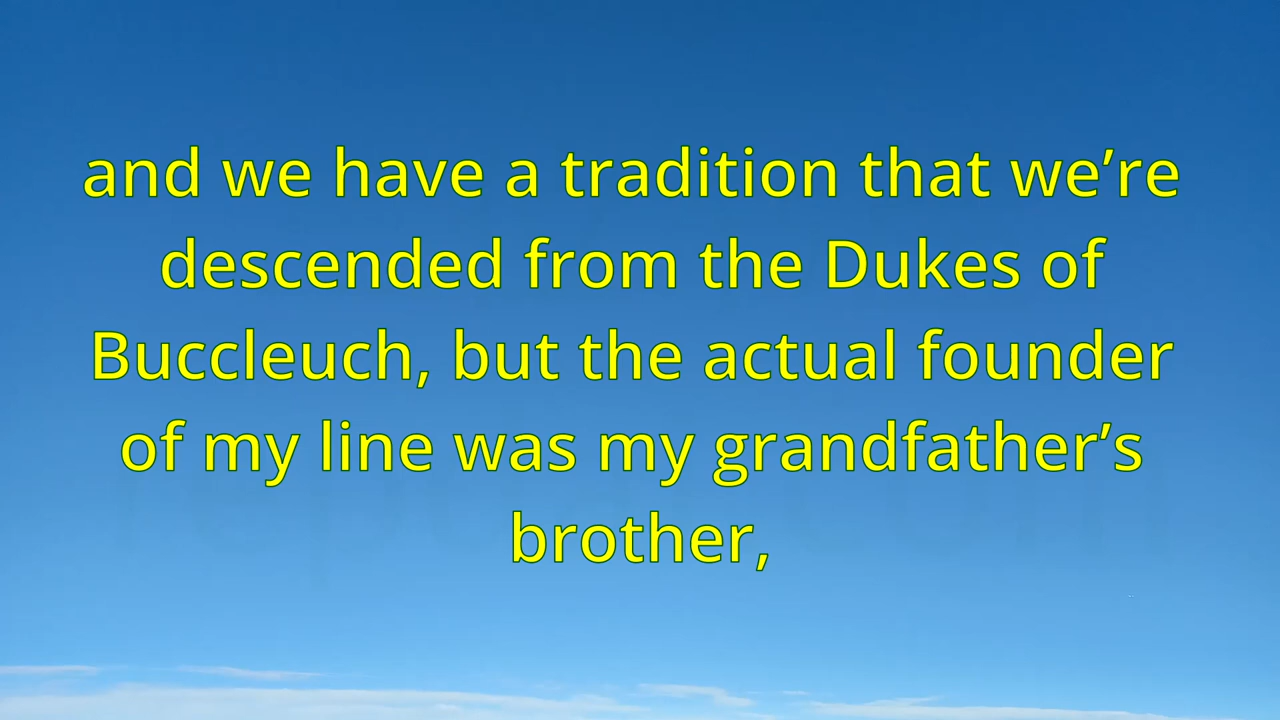 and we have a tradition that we’re
descended from the Dukes of
Buccleuch, but the actual founder
of my line was my grandfather’s
brother,